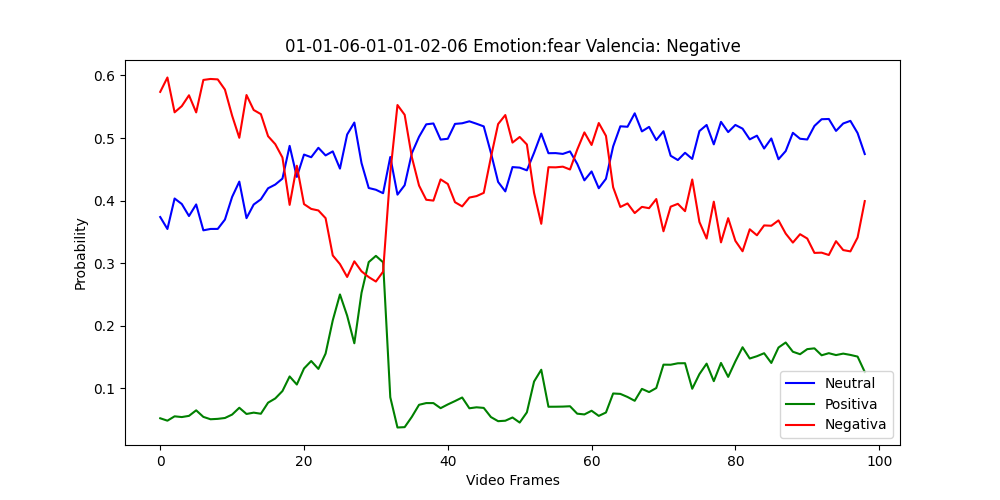 01-01-06-01-01-02-06 Emotion:fear Valencia: Negative
Probability
0.6
0.5
0.4
0.3
0.2
0.1
Neutral
Positiva
Negativa
0 20 40 60 80 100
Video Frames